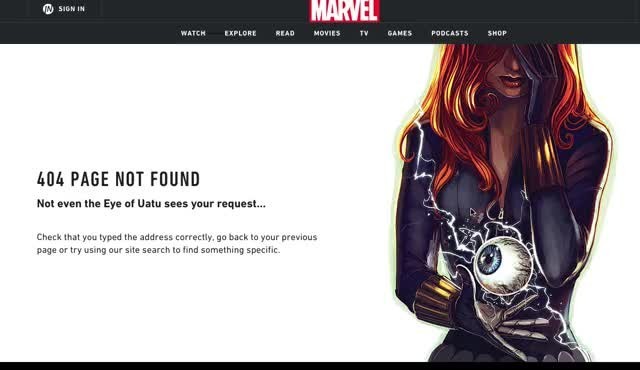 SIGN IN
MARVEL
WATCH EXPLORE READ MOVIES TV GAMES PODCASTS SHOP
404 PAGE NOT FOUND
Not even the Eye of Uatu sees your request...
Check that you typed the address correctly, go back to your previous
page or try using our site search to find something specific.